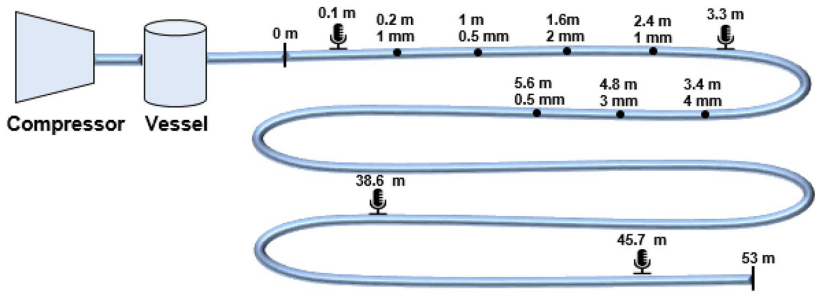 0 m
0.1 m
0.2 m
1 mm
1 m
0.5 mm
1.6m
2 mm
2.4 m
1 mm
3.3 m
Compressor
Vessel
5.6 m
0.5 mm
4.8 m
3 mm
3.4 m
4 mm
38.6 m
45.7 m
53 m